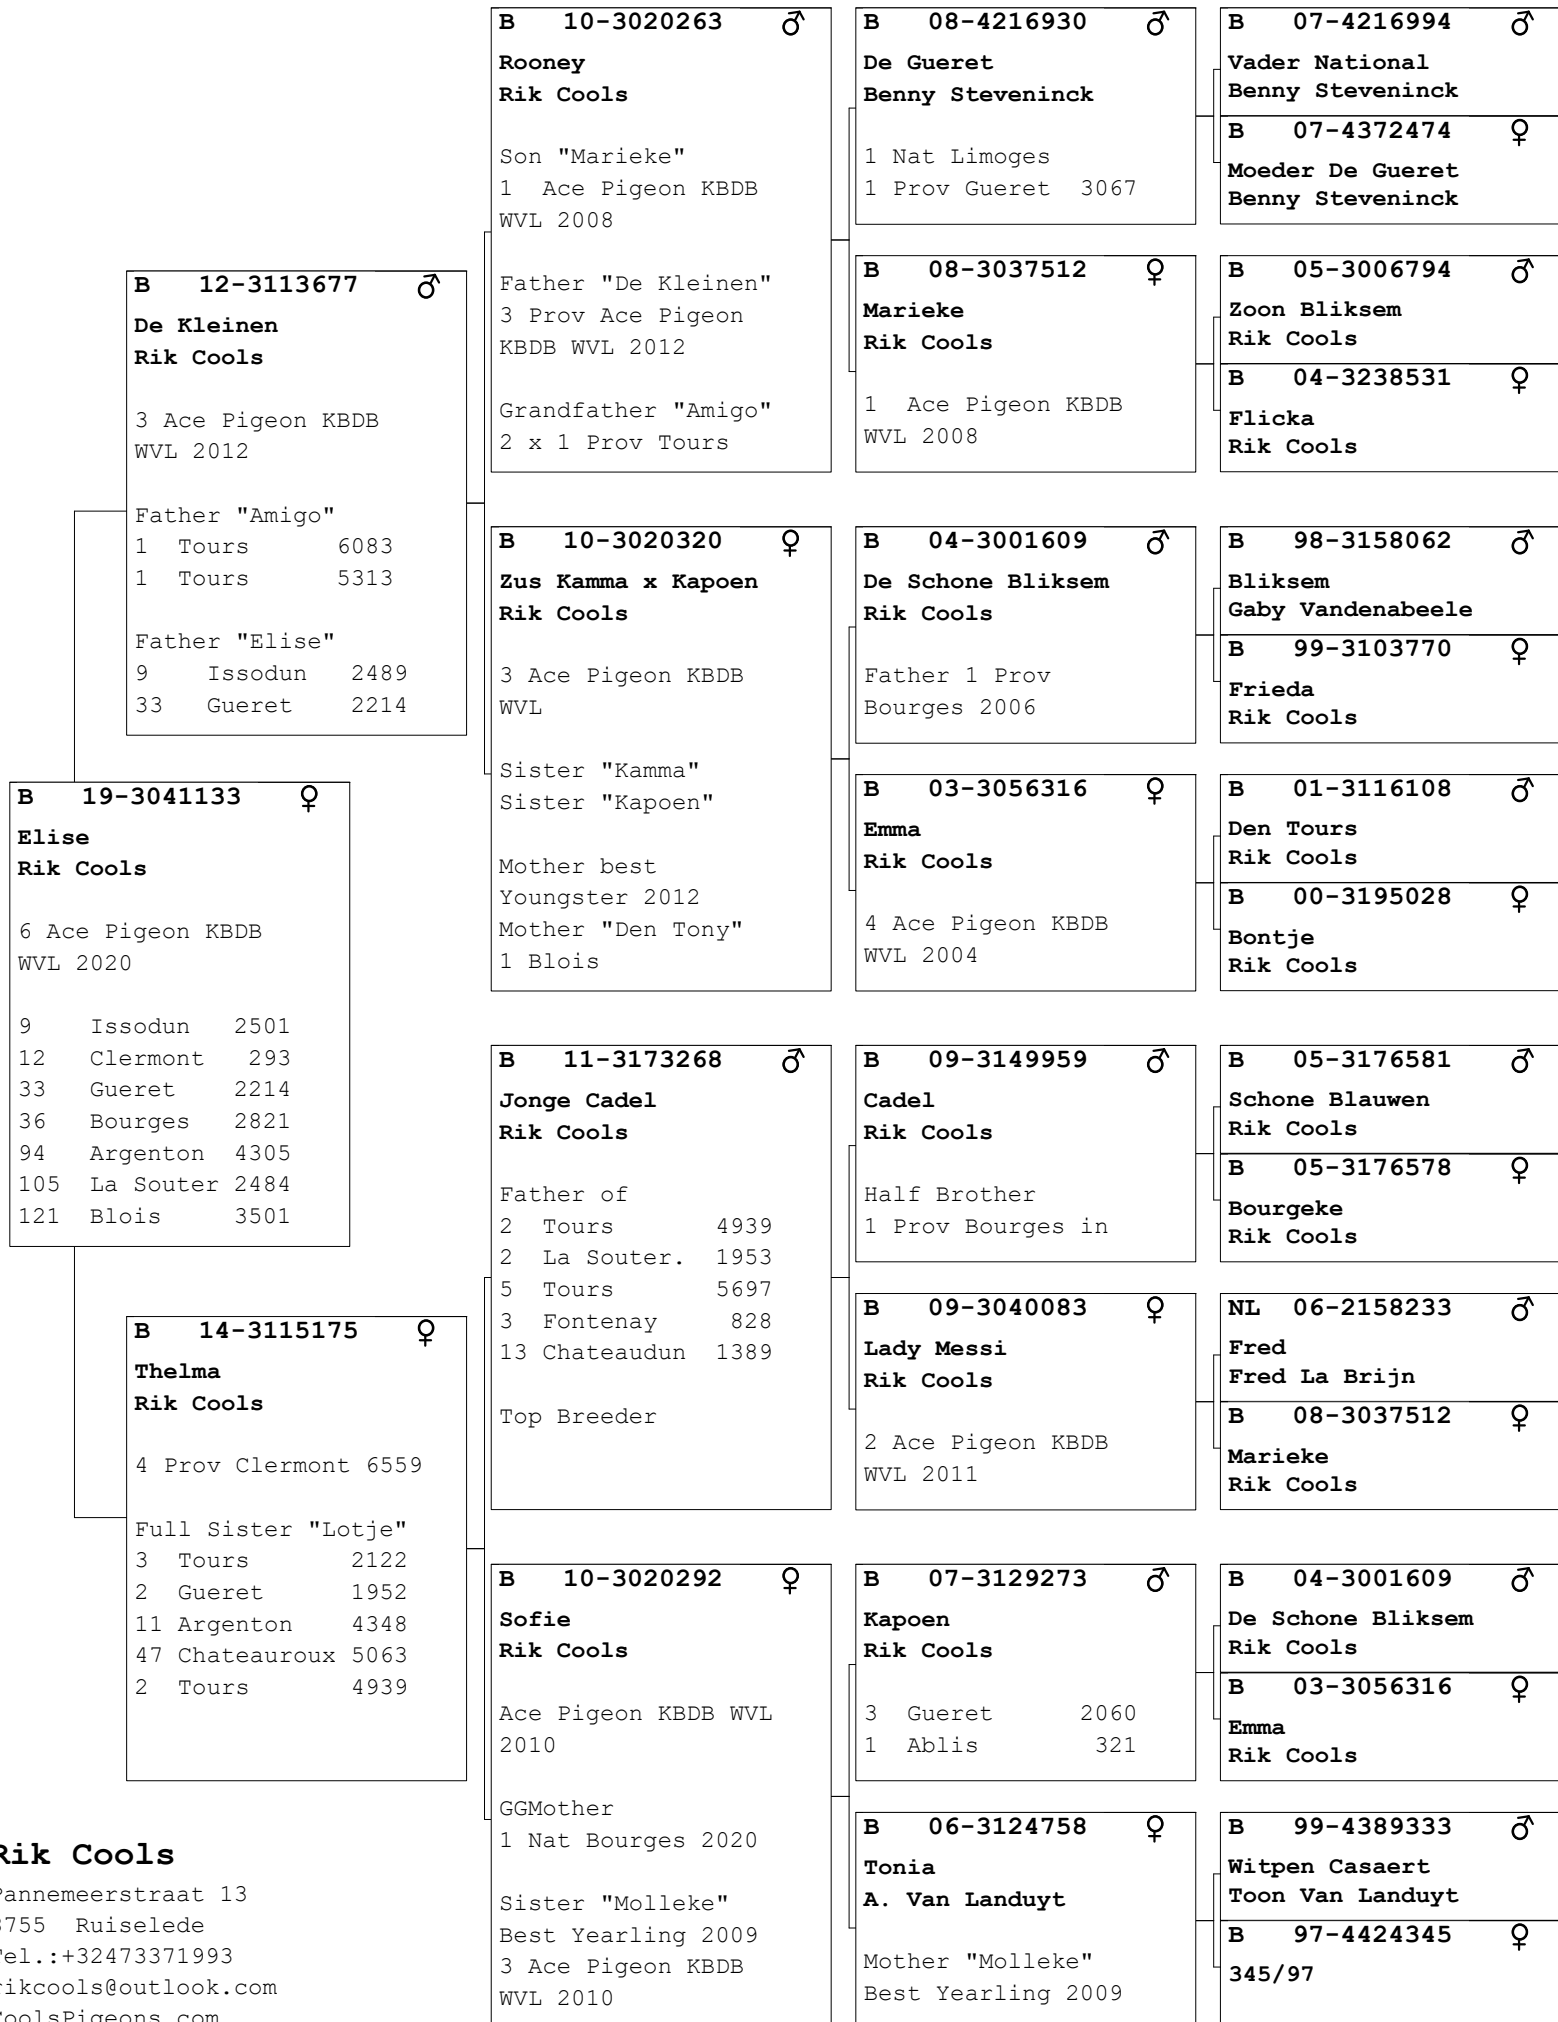 B 19-3041133 ♀
Elise
Rik Cools
6 Ace Pigeon KBDB
WVL 2020
9 Issodun 2501
12 Clermont 293
33 Gueret 2214
36 Bourges 2821
94 Argenton 4305
105 La Souter 2484
121 Blois 3501
B 12-3113677 ♂
De Kleinen
Rik Cools
3 Ace Pigeon KBDB
WVL 2012
Father "Amigo"
1 Tours 6083
1 Tours 5313
Father "Elise"
9 Issodun 2489
33 Gueret 2214
B 14-3115175 ♀
Thelma
Rik Cools
4 Prov Clermont 6559
Full Sister "Lotje"
3 Tours 2122
2 Gueret 1952
11 Argenton 4348
47 Chateauroux 5063
2 Tours 4939
B 10-3020263 ♂
Rooney
Rik Cools
Son "Marieke"
1 Ace Pigeon KBDB
WVL 2008
Father "De Kleinen"
3 Prov Ace Pigeon
KBDB WVL 2012
Grandfather "Amigo"
2 x 1 Prov Tours
B 10-3020320 ♀
Zus Kamma x Kapoen
Rik Cools
3 Ace Pigeon KBDB
WVL
Sister "Kamma"
Sister "Kapoen"
Mother best
Youngster 2012
Mother "Den Tony"
1 Blois
B 11-3173268 ♂
Jonge Cadel
Rik Cools
Father of
2 Tours 4939
2 La Souter. 1953
5 Tours 5697
3 Fontenay 828
13 Chateaudun 1389
Top Breeder
B 10-3020292 ♀
Sofie
Rik Cools
Ace Pigeon KBDB WVL
2010
GGMother
1 Nat Bourges 2020
Sister "Molleke"
Best Yearling 2009
3 Ace Pigeon KBDB
WVL 2010
B 08-4216930 ♂
De Gueret
Benny Steveninck
1 Nat Limoges
1 Prov Gueret 3067
B 08-3037512 ♀
Marieke
Rik Cools
1 Ace Pigeon KBDB
WVL 2008
B 04-3001609 ♂
De Schone Bliksem
Rik Cools
Father 1 Prov
Bourges 2006
B 03-3056316 ♀
Emma
Rik Cools
4 Ace Pigeon KBDB
WVL 2004
B 09-3149959 ♂
Cadel
Rik Cools
Half Brother
1 Prov Bourges in
B 09-3040083 ♀
Lady Messi
Rik Cools
2 Ace Pigeon KBDB
WVL 2011
B 07-3129273 ♂
Kapoen
Rik Cools
3 Gueret 2060
1 Ablis 321
B 06-3124758 ♀
Tonia
A. Van Landuyt
Mother "Molleke"
Best Yearling 2009
B 07-4216994 ♂
Vader National
Benny Steveninck
B 07-4372474 ♀
Moeder De Gueret
Benny Steveninck
B 05-3006794 ♂
Zoon Bliksem
Rik Cools
B 04-3238531 ♀
Flicka
Rik Cools
B 98-3158062 ♂
Bliksem
Gaby Vandenabeele
B 99-3103770 ♀
Frieda
Rik Cools
B 01-3116108 ♂
Den Tours
Rik Cools
B 00-3195028 ♀
Bontje
Rik Cools
B 05-3176581 ♂
Schone Blauwen
Rik Cools
B 05-3176578 ♀
Bourgeke
Rik Cools
NL 06-2158233 ♂
Fred
Fred La Brijn
B 08-3037512 ♀
Marieke
Rik Cools
B 04-3001609 ♂
De Schone Bliksem
Rik Cools
B 03-3056316 ♀
Emma
Rik Cools
B 99-4389333 ♂
Witpen Casaert
Toon Van Landuyt
B 97-4424345 ♀
345/97
Rik Cools
Pannemeerstraat 13
8755 Ruiselede
Tel.:+32473371993
rikcools@outlook.com
CoolsPigeons.com